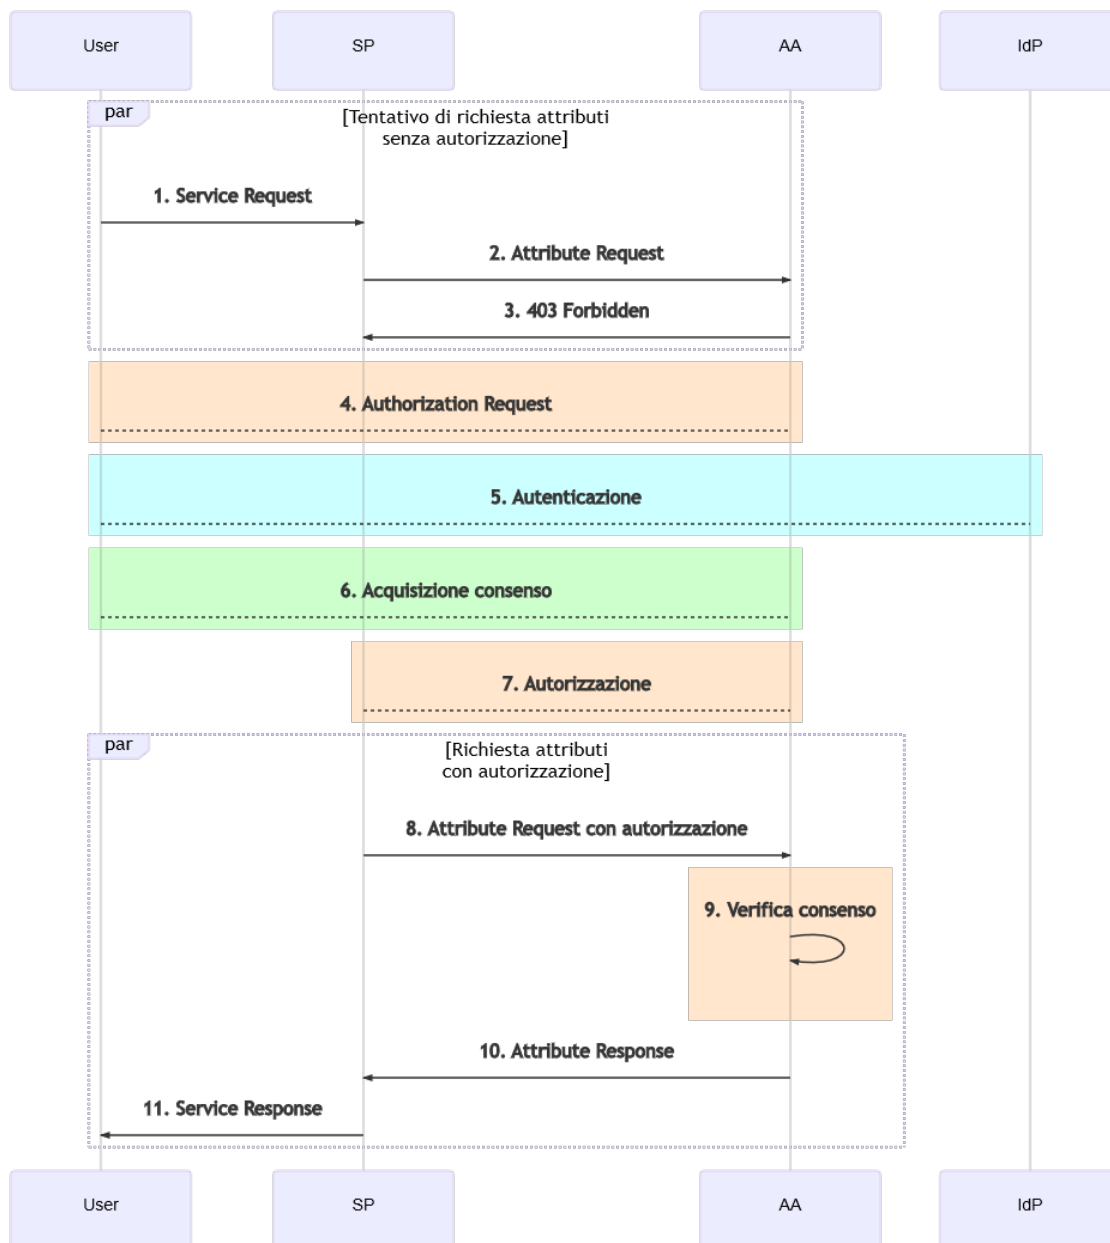 User
SP
AA
IdP
par
[Tentativo di richiesta attributi
senza autorizzazione]
1. Service Request
2. Attribute Request
3. 403 Forbidden
4. Authorization Request
5. Autenticazione
6. Acquisizione consenso
7. Autorizzazione
par
[Richiesta attributi
con autorizzazione]
8. Attribute Request con autorizzazione
9. Verifica consenso
10. Attribute Response
11. Service Response
User
SP
AA
IdP